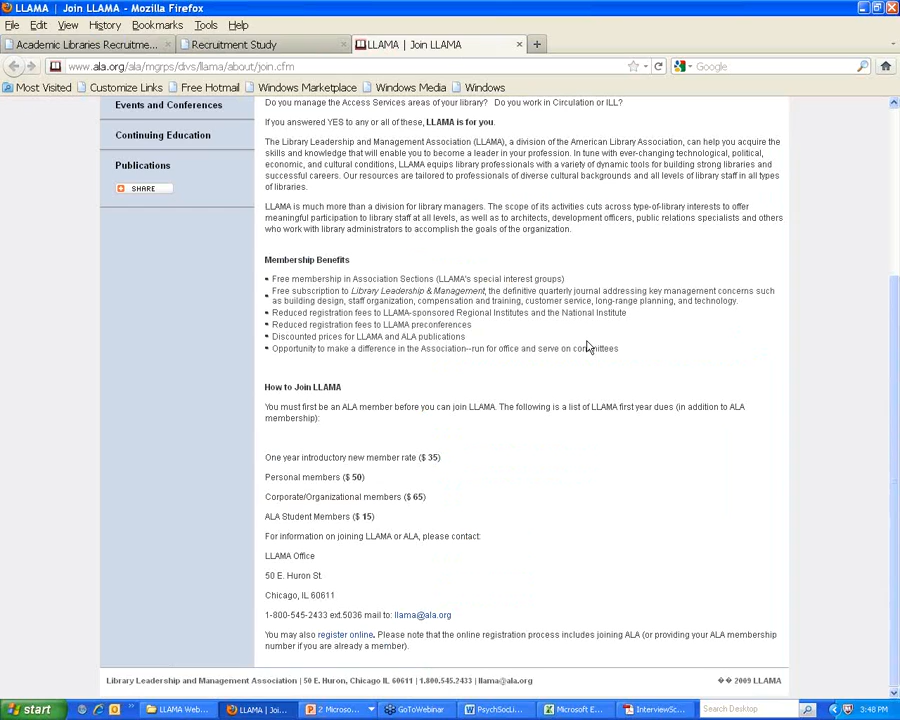 LLAMA | Join LLAMA - Mozilla Firefox
File Edit View History Bookmarks Tools Help
Academic Libraries Recruitme... Recruitment Study LLAMA | Join LLAMA
www.ala.org/ala/mgrps/divs/llama/about/join.cfm Google
Most Visited Customize Links Free Hotmail Windows Marketplace Windows Media Windows
Events and Conferences
Continuing Education
Publications
SHARE
Do you manage the Access Services areas of your library? Do you work in Circulation or ILL?
If you answered YES to any or all of these, LLAMA is for you.
The Library Leadership and Management Association (LLAMA), a division of the American Library Association, can help you acquire the
skills and knowledge that will enable you to become a leader in your profession. In tune with ever-changing technological, political,
economic, and cultural conditions, LLAMA equips library professionals with a variety of dynamic tools for building strong libraries and
successful careers. Our resources are tailored to professionals of diverse cultural backgrounds and all levels of library staff in all types
of libraries.
LLAMA is much more than a division for library managers. The scope of its activities cuts across type-of-library interests to offer
meaningful participation to library staff at all levels, as well as to architects, development officers, public relations specialists and others
who work with library administrators to accomplish the goals of the organization.
Membership Benefits
• Free membership in Association Sections (LLAMA's special interest groups)
• Free subscription to Library Leadership & Management, the definitive quarterly journal addressing key management concerns such
as building design, staff organization, compensation and training, customer service, long-range planning, and technology.
• Reduced registration fees to LLAMA-sponsored Regional Institutes and the National Institute
• Reduced registration fees to LLAMA preconferences
• Discounted prices for LLAMA and ALA publications
• Opportunity to make a difference in the Association--run for office and serve on committees
How to Join LLAMA
You must first be an ALA member before you can join LLAMA. The following is a list of LLAMA first year dues (in addition to ALA
membership):
One year introductory new member rate ($ 35)
Personal members ($ 50)
Corporate/Organizational members ($ 65)
ALA Student Members ($ 15)
For information on joining LLAMA or ALA, please contact:
LLAMA Office
50 E. Huron St.
Chicago, IL 60611
1-800-545-2433 ext.5036 mail to: llama@ala.org
You may also register online. Please note that the online registration process includes joining ALA (or providing your ALA membership
number if you are already a member).
Library Leadership and Management Association | 50 E. Huron, Chicago IL 60611 | 1.800.545.2433 | llama@ala.org �� 2009 LLAMA
start LLAMA Web... LLAMA | Joi... 2 Microso... GoToWebinar PsychSocLi... Microsoft E... InterviewSc... Search Desktop 3:48 PM